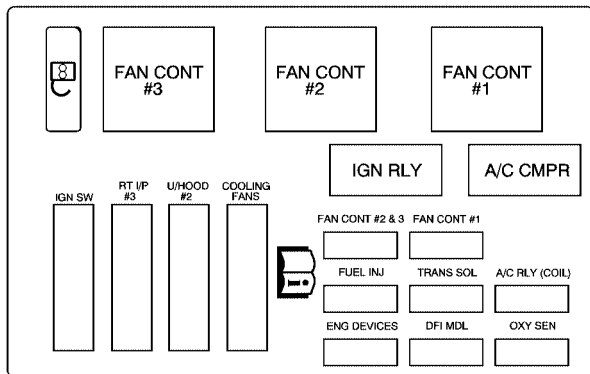 FAN CONT
#3
FAN CONT
#2
FAN CONT
#1
IGN RLY
A/C CMPR
IGN SW
RT I/P
#3
U/HOOD
#2
COOLING
FANS
FAN CONT #2 & 3
FAN CONT #1
FUEL INJ
TRANS SOL
A/C RLY (COIL)
ENG DEVICES
DFI MDL
OXY SEN